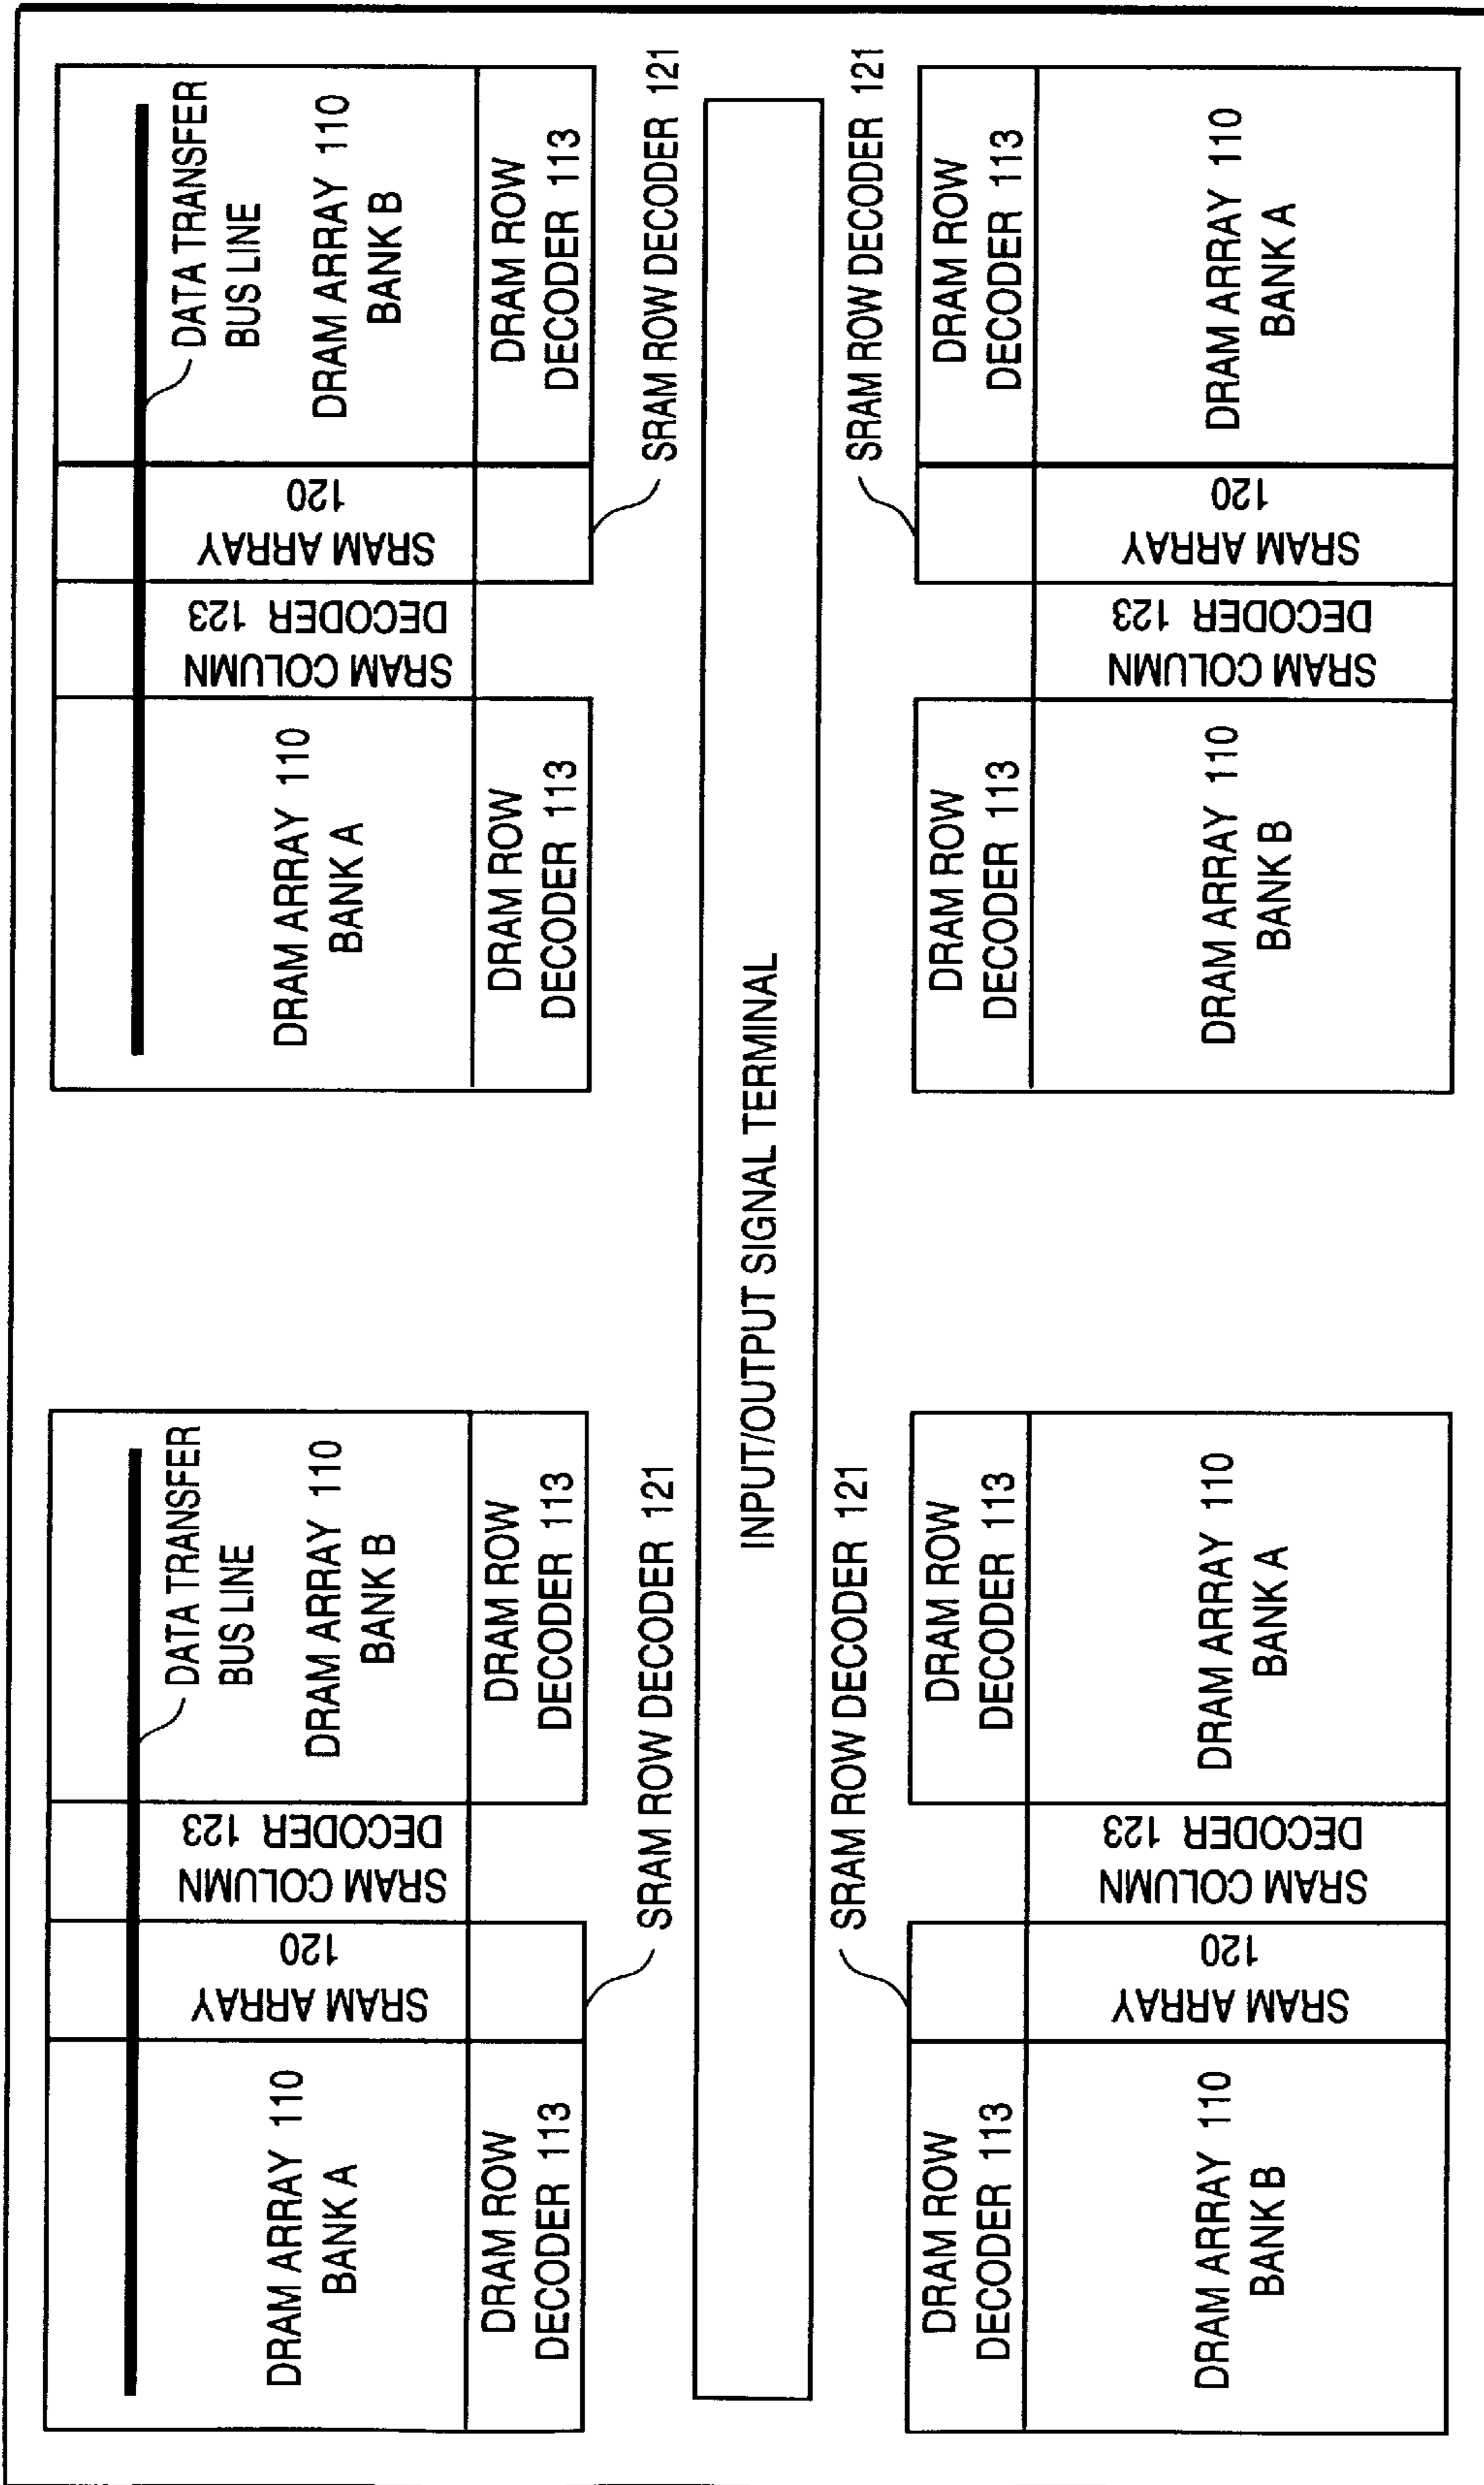 DRAM ARRAY 110
BANK A
DRAM ROW
DECODER 113
SRAM ARRAY
120
SRAM COLUMN
DECODER 123
DATA TRANSFER
BUS LINE
DRAM ARRAY 110
BANK B
DRAM ROW
DECODER 113
SRAM ROW DECODER 121
DRAM ARRAY 110
BANK A
DRAM ROW
DECODER 113
SRAM COLUMN
DECODER 123
SRAM ARRAY
120
DATA TRANSFER
BUS LINE
DRAM ARRAY 110
BANK B
DRAM ROW
DECODER 113
SRAM ROW DECODER 121
INPUT/OUTPUT SIGNAL TERMINAL
SRAM ROW DECODER 121
DRAM ROW
DECODER 113
DRAM ARRAY 110
BANK B
SRAM ARRAY
120
SRAM COLUMN
DECODER 123
DRAM ROW
DECODER 113
DRAM ARRAY 110
BANK A
SRAM ROW DECODER 121
DRAM ROW
DECODER 113
DRAM ARRAY 110
BANK B
SRAM COLUMN
DECODER 123
SRAM ARRAY
120
DRAM ROW
DECODER 113
DRAM ARRAY 110
BANK A